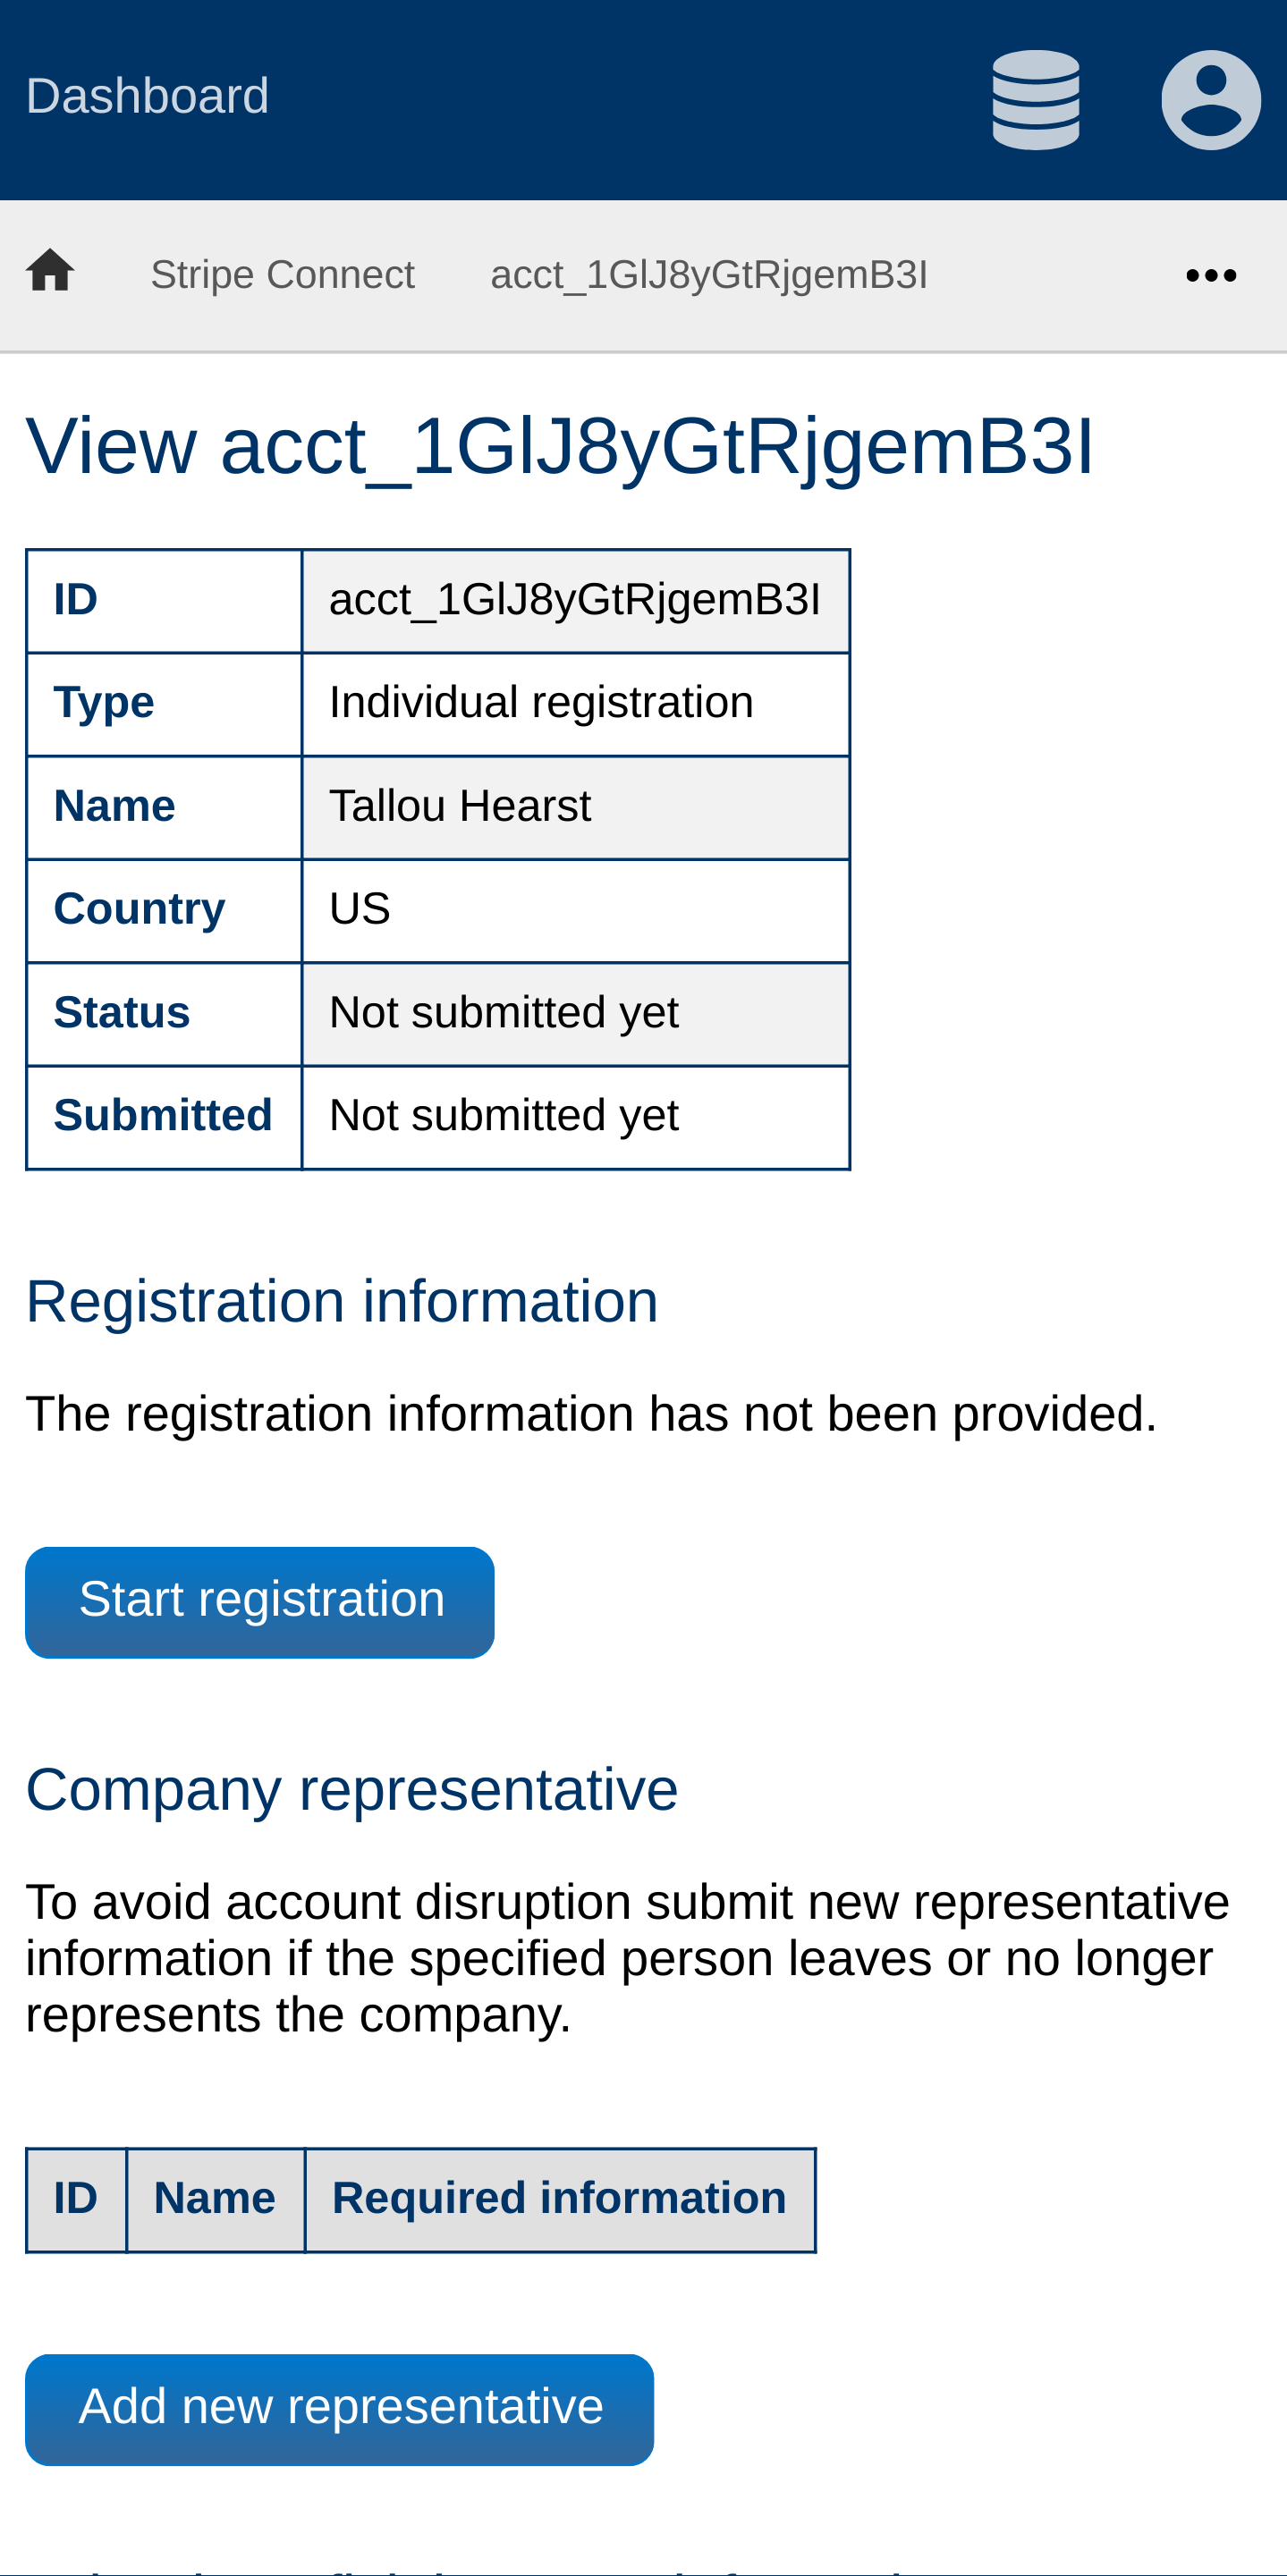 Dashboard
Stripe Connect acct_1GlJ8yGtRjgemB3I
View acct_1GlJ8yGtRjgemB3I
ID acct_1GlJ8yGtRjgemB3I
Type Individual registration
Name Tallou Hearst
Country US
Status Not submitted yet
Submitted Not submitted yet
Registration information
The registration information has not been provided.
Start registration
Company representative
To avoid account disruption submit new representative
information if the specified person leaves or no longer
represents the company.
ID Name Required information
Add new representative